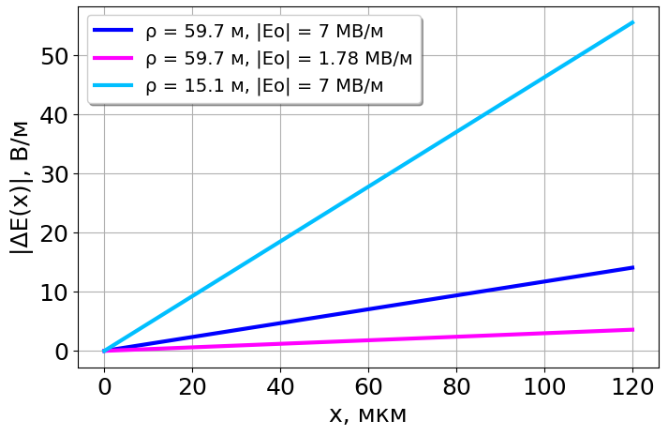 ρ = 59.7 м, |Eo| = 7 МВ/м
ρ = 59.7 м, |Eo| = 1.78 МВ/м
ρ = 15.1 м, |Eo| = 7 МВ/м
|ΔE(x)|, В/м
50
40
30
20
10
0
0 20 40 60 80 100 120
x, мкм